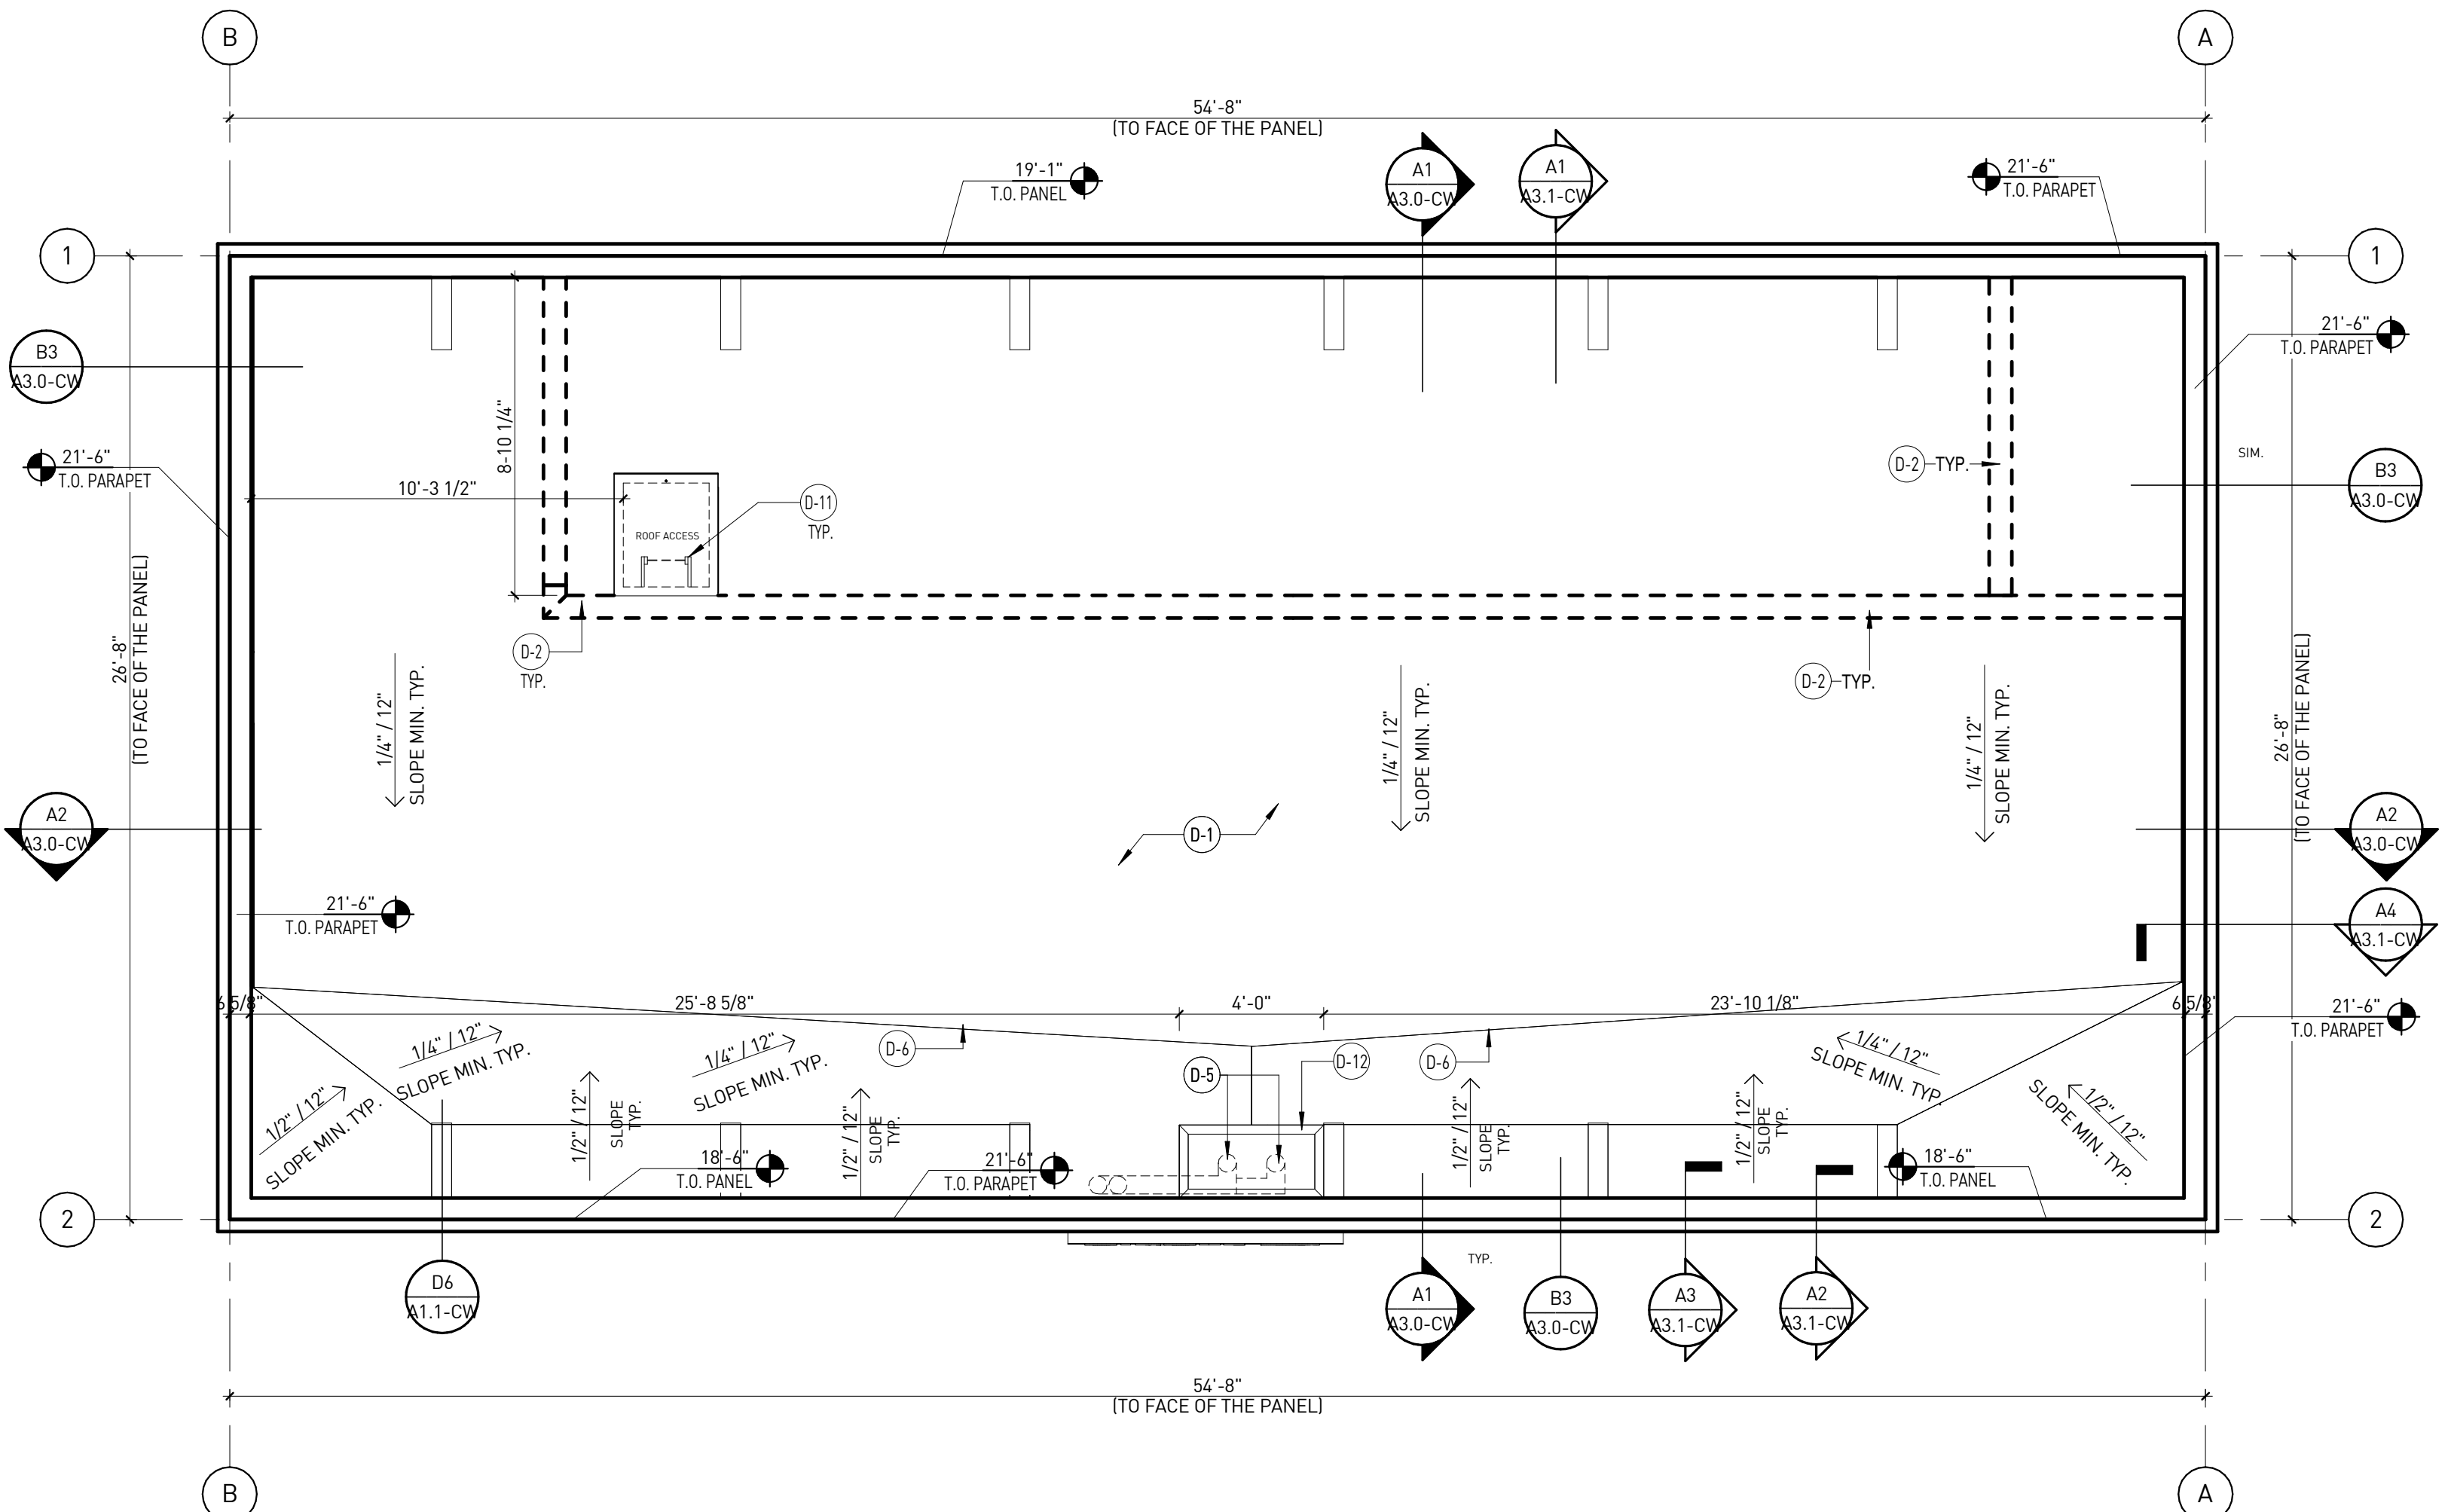 B
A
54'-8"
(TO FACE OF THE PANEL)
19'-1"
T.O. PANEL
A1
A3.0-CW
A1
A3.1-CW
21'-6"
T.O. PARAPET
1
1
B3
A3.0-CW
21'-6"
T.O. PARAPET
8-10 1/4"
21'-6"
T.O. PARAPET
10'-3 1/2"
D-11
TYP.
ROOF ACCESS
D-2 TYP.
SIM.
B3
A3.0-CW
26'-8"
(TO FACE OF THE PANEL)
D-2
TYP.
D-2 TYP.
26'-8"
(TO FACE OF THE PANEL)
1/4" / 12"
SLOPE MIN. TYP.
1/4" / 12"
SLOPE MIN. TYP.
1/4" / 12"
SLOPE MIN. TYP.
A2
A3.0-CW
D-1
A2
A3.0-CW
21'-6"
T.O. PARAPET
A4
A3.1-CW
6 5/8"
25'-8 5/8"
4'-0"
23'-10 1/8"
6 5/8"
21'-6"
T.O. PARAPET
1/4" / 12"
SLOPE MIN. TYP.
1/4" / 12"
SLOPE MIN. TYP.
D-6
D-5
D-12
D-6
1/4" / 12"
SLOPE MIN. TYP.
1/2" / 12"
SLOPE MIN. TYP.
1/2" / 12"
SLOPE
TYP.
1/2" / 12"
SLOPE
TYP.
1/2" / 12"
SLOPE
TYP.
1/2" / 12"
SLOPE
TYP.
1/2" / 12"
SLOPE MIN. TYP.
18'-6"
T.O. PANEL
21'-6"
T.O. PARAPET
18'-6"
T.O. PANEL
2
2
D6
A1.1-CW
TYP.
A1
A3.0-CW
B3
A3.0-CW
A3
A3.1-CW
A2
A3.1-CW
54'-8"
(TO FACE OF THE PANEL)
B
A